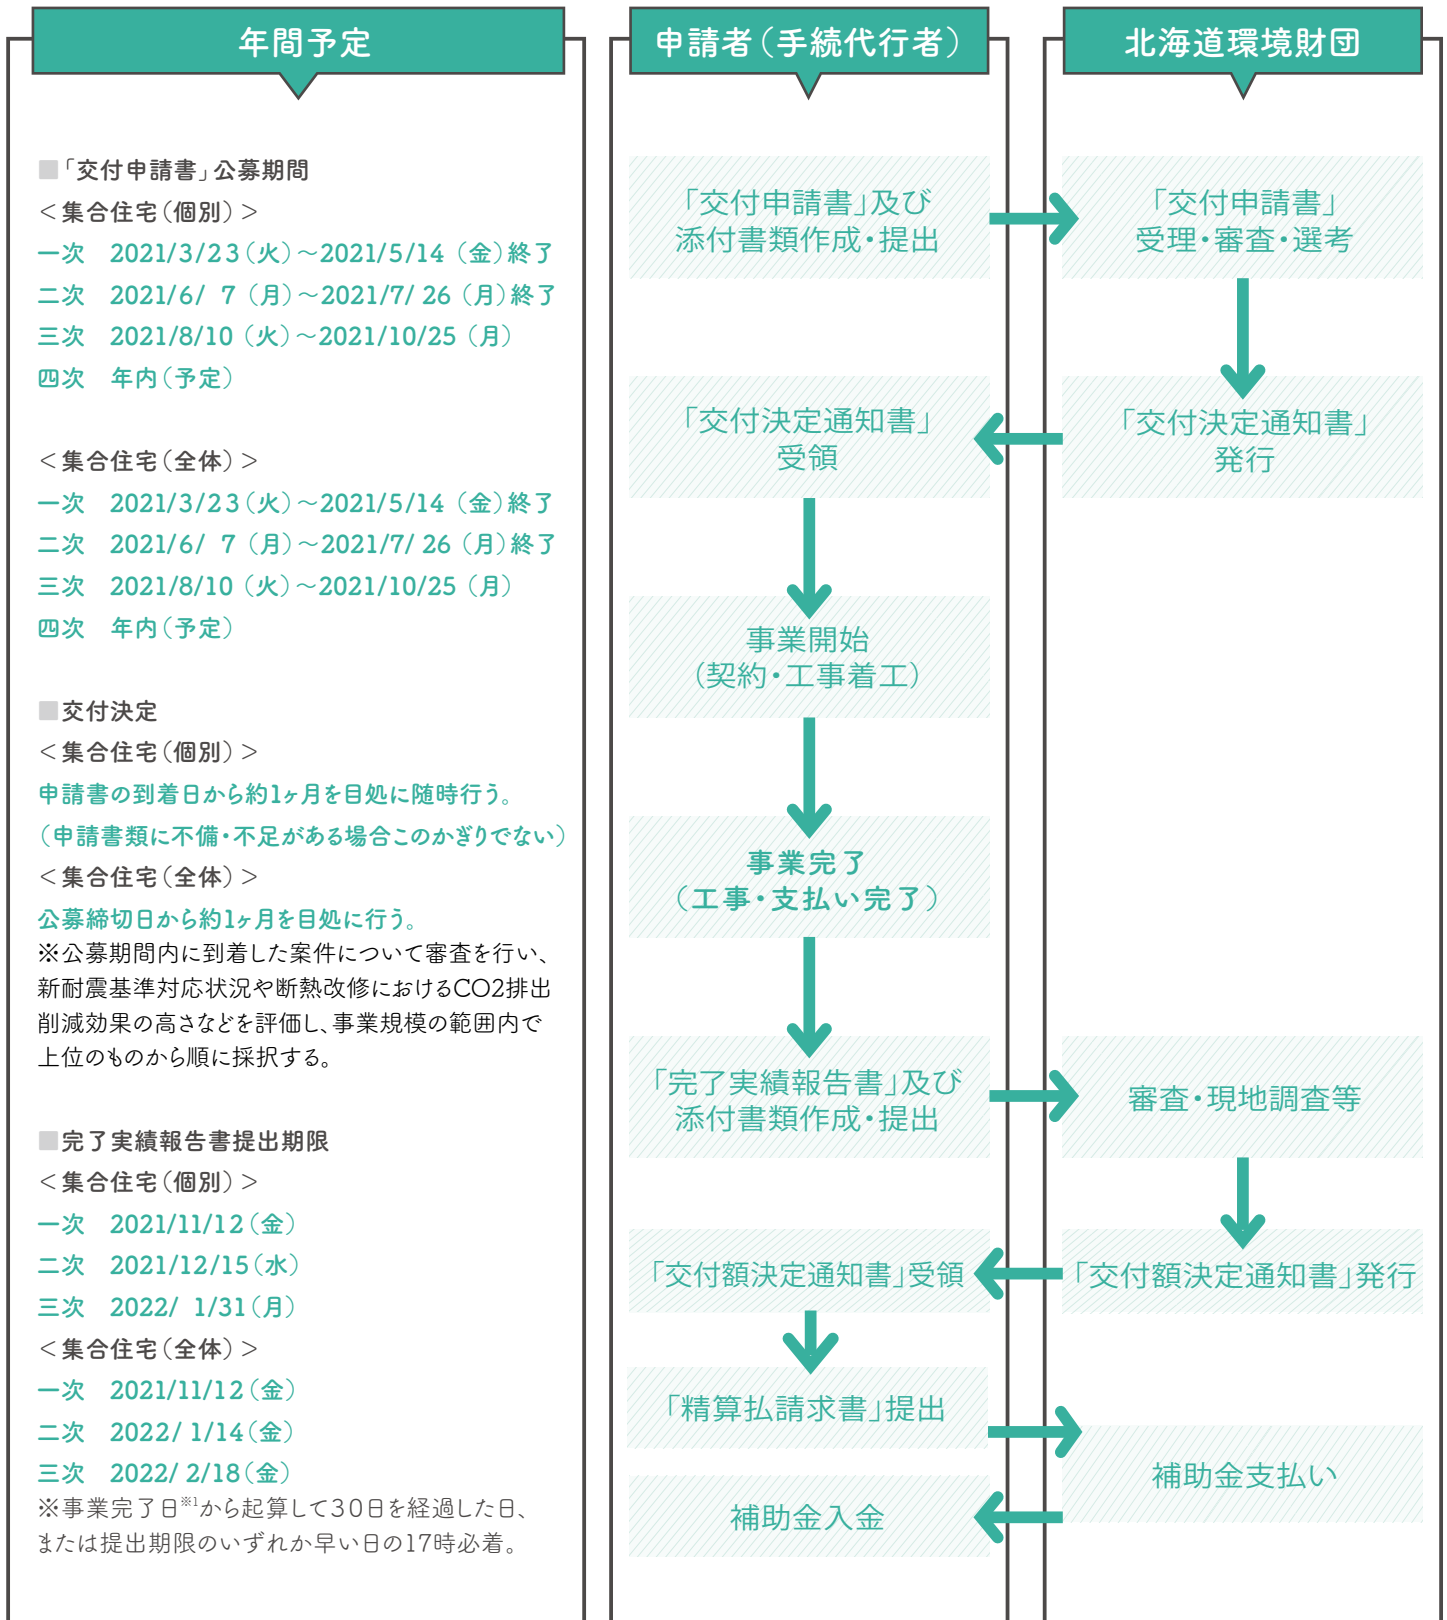 年間予定
■「交付申請書」公募期間
＜集合住宅（個別）＞
一次　2021/3/23（火）～2021/5/14（金）終了
二次　2021/6/ 7（月）～2021/7/ 26（月）終了
三次　2021/8/10（火）～2021/10/25（月）
四次　年内（予定）
＜集合住宅（全体）＞
一次　2021/3/23（火）～2021/5/14（金）終了
二次　2021/6/ 7（月）～2021/7/ 26（月）終了
三次　2021/8/10（火）～2021/10/25（月）
四次　年内（予定）
■交付決定
＜集合住宅（個別）＞
申請書の到着日から約1ヶ月を目処に随時行う。
（申請書類に不備・不足がある場合このかぎりでない）
＜集合住宅（全体）＞
公募締切日から約1ヶ月を目処に行う。
※公募期間内に到着した案件について審査を行い、
新耐震基準対応状況や断熱改修におけるCO2排出
削減効果の高さなどを評価し、事業規模の範囲内で
上位のものから順に採択する。
■完了実績報告書提出期限
＜集合住宅（個別）＞
一次　2021/11/12（金）
二次　2021/12/15（水）
三次　2022/ 1/31（月）
＜集合住宅（全体）＞
一次　2021/11/12（金）
二次　2022/ 1/14（金）
三次　2022/ 2/18（金）
※事業完了日※1から起算して30日を経過した日、
または提出期限のいずれか早い日の17時必着。
申請者（手続代行者）
「交付申請書」及び
添付書類作成・提出
「交付決定通知書」
受領
事業開始
（契約・工事着工）
事業完了
（工事・支払い完了）
「完了実績報告書」及び
添付書類作成・提出
「交付額決定通知書」受領
「精算払請求書」提出
補助金入金
北海道環境財団
「交付申請書」
受理・審査・選考
「交付決定通知書」
発行
審査・現地調査等
「交付額決定通知書」発行
補助金支払い